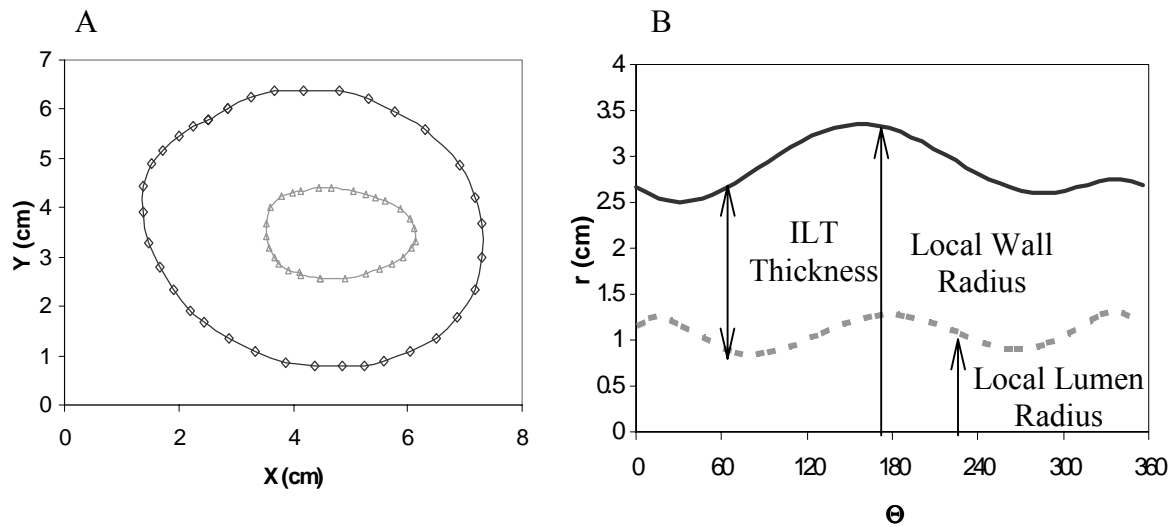 A
7
6
5
4
3
2
1
0
Y (cm)
0 2 4 6 8
X (cm)
B
4
3.5
3
2.5
2
1.5
1
0.5
0
r (cm)
ILT
Thickness
Local Wall
Radius
Local Lumen
Radius
0 60 120 180 240 300 360
Θ